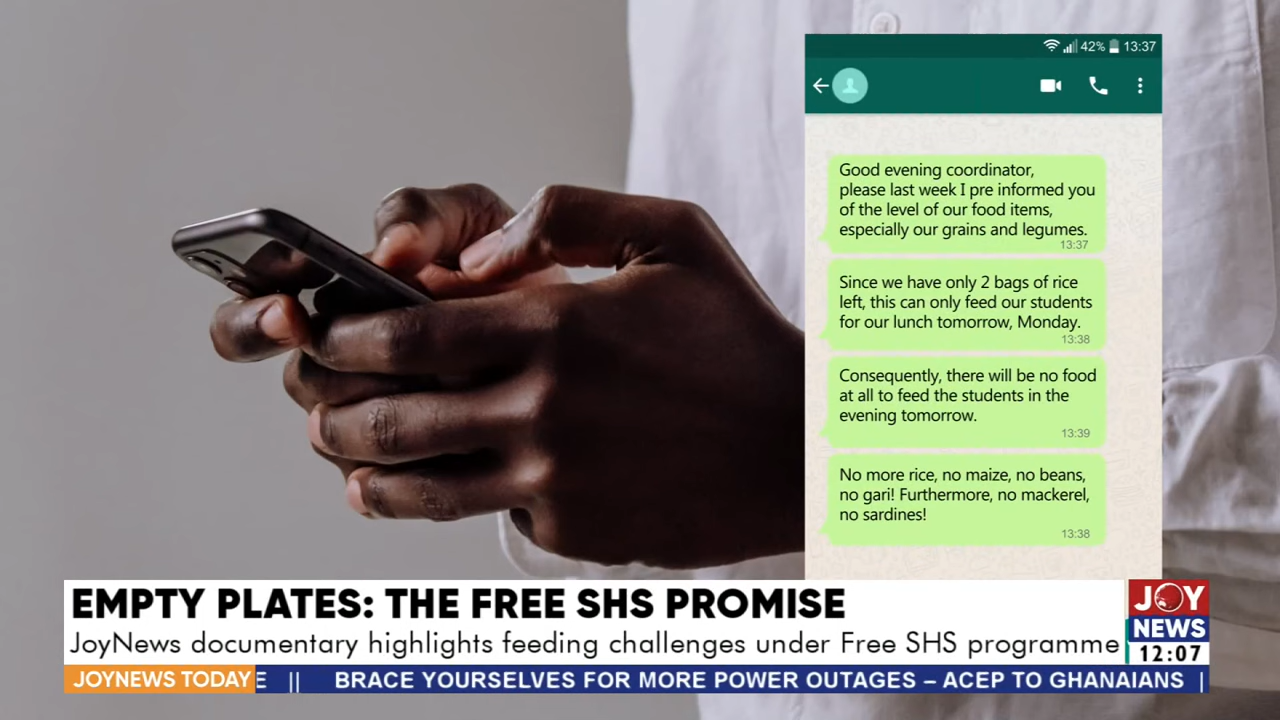 42% 13:37
Good evening coordinator,
please last week I pre informed you
of the level of our food items,
especially our grains and legumes.
13:37
Since we have only 2 bags of rice
left, this can only feed our students
for our lunch tomorrow, Monday.
13:38
Consequently, there will be no food
at all to feed the students in the
evening tomorrow.
13:39
No more rice, no maize, no beans,
no gari! Furthermore, no mackerel,
no sardines!
13:38
EMPTY PLATES: THE FREE SHS PROMISE
JoyNews documentary highlights feeding challenges under Free SHS programme
JOY
NEWS
12:07
JOYNEWS TODAY E || BRACE YOURSELVES FOR MORE POWER OUTAGES – ACEP TO GHANAIANS |